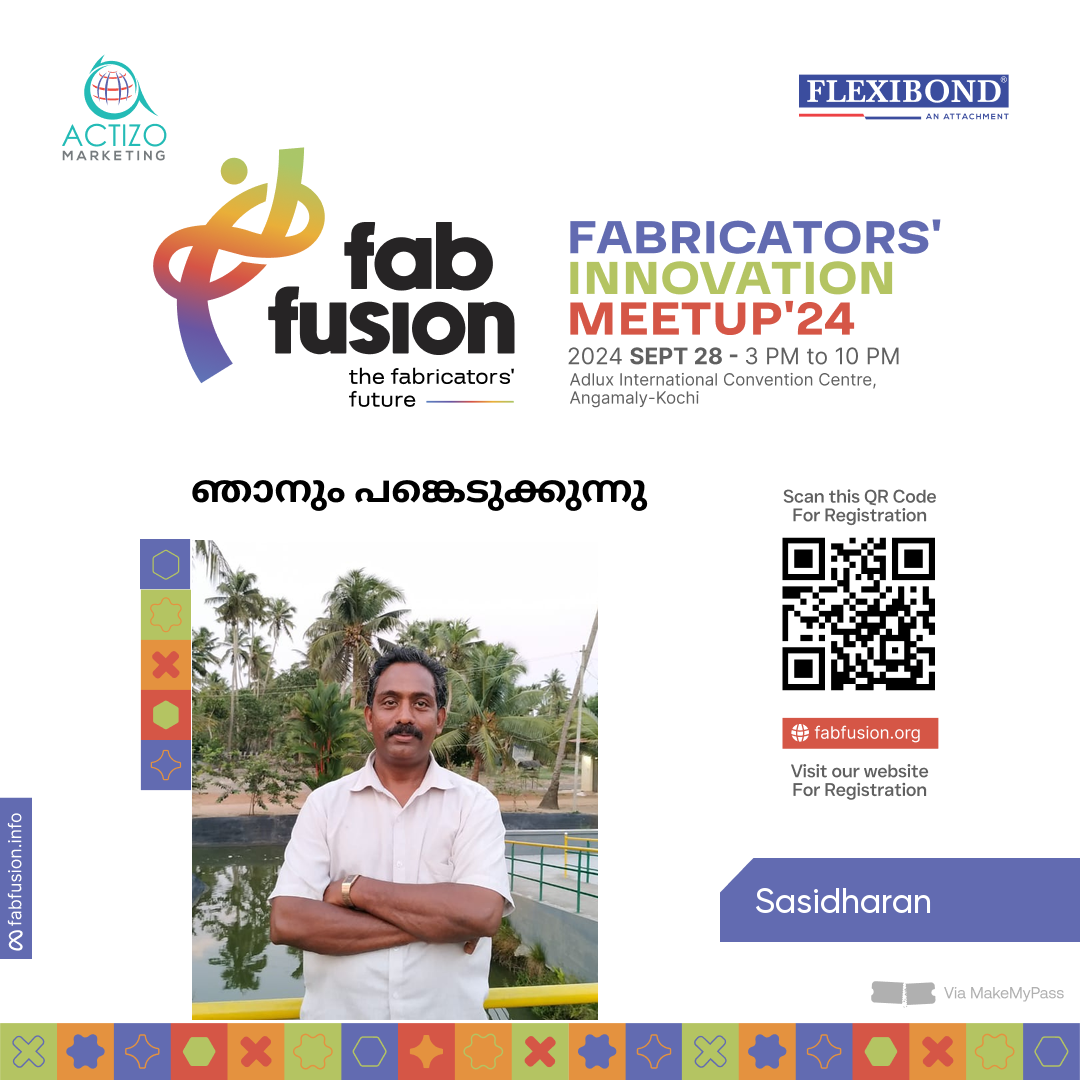 ACTIZO
MARKETING
FLEXIBOND®
AN ATTACHMENT
fab
fusion
the fabricators'
future
FABRICATORS'
INNOVATION
MEETUP'24
2024 SEPT 28 - 3 PM to 10 PM
Adlux International Convention Centre,
Angamaly-Kochi
ഞാനും പങ്കെടുക്കുന്നു
Scan this QR Code
For Registration
fabfusion.org
Visit our website
For Registration
fabfusion.info
Sasidharan
Via MakeMyPass